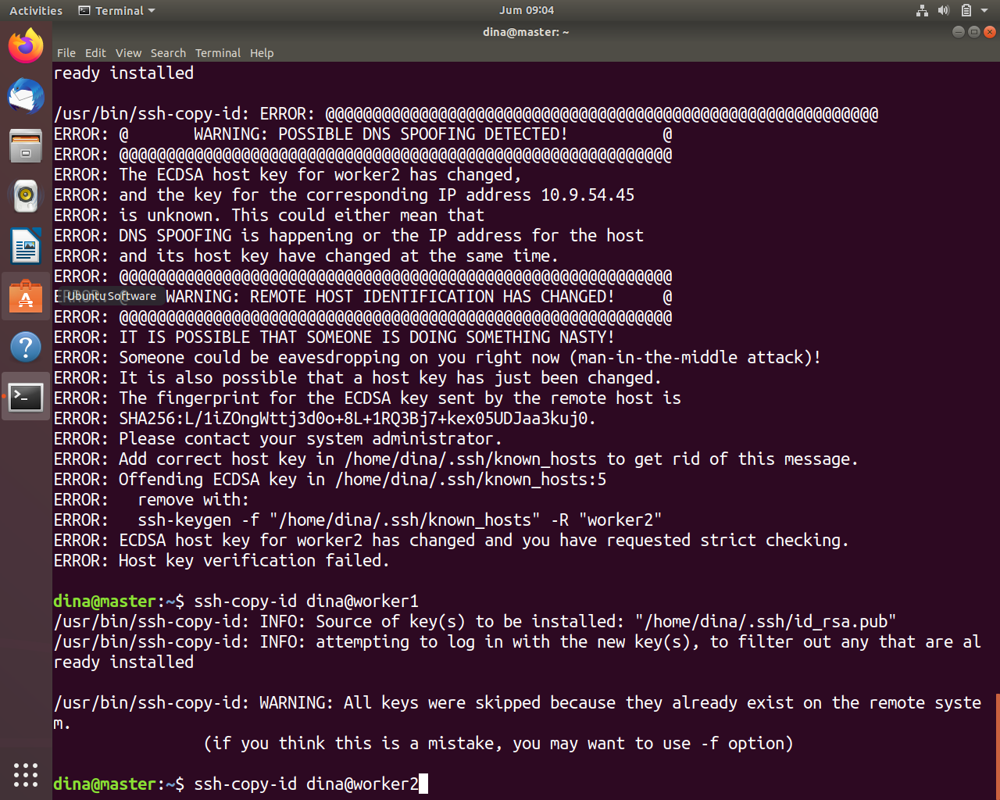 Activities Terminal Jum 09:04
dina@master: ~
File Edit View Search Terminal Help
ready installed
/usr/bin/ssh-copy-id: ERROR: @@@@@@@@@@@@@@@@@@@@@@@@@@@@@@@@@@@@@@@@@@@@@@@@@@@@@@@@@@@
ERROR: @       WARNING: POSSIBLE DNS SPOOFING DETECTED!          @
ERROR: @@@@@@@@@@@@@@@@@@@@@@@@@@@@@@@@@@@@@@@@@@@@@@@@@@@@@@@@@@@
ERROR: The ECDSA host key for worker2 has changed,
ERROR: and the key for the corresponding IP address 10.9.54.45
ERROR: is unknown. This could either mean that
ERROR: DNS SPOOFING is happening or the IP address for the host
ERROR: and its host key have changed at the same time.
ERROR: @@@@@@@@@@@@@@@@@@@@@@@@@@@@@@@@@@@@@@@@@@@@@@@@@@@@@@@@@@@
Ubuntu Software
ERROR: @    WARNING: REMOTE HOST IDENTIFICATION HAS CHANGED!     @
ERROR: @@@@@@@@@@@@@@@@@@@@@@@@@@@@@@@@@@@@@@@@@@@@@@@@@@@@@@@@@@@
ERROR: IT IS POSSIBLE THAT SOMEONE IS DOING SOMETHING NASTY!
ERROR: Someone could be eavesdropping on you right now (man-in-the-middle attack)!
ERROR: It is also possible that a host key has just been changed.
ERROR: The fingerprint for the ECDSA key sent by the remote host is
ERROR: SHA256:L/1iZOngWttj3d0o+8L+1RQ3Bj7+kex05UDJaa3kuj0.
ERROR: Please contact your system administrator.
ERROR: Add correct host key in /home/dina/.ssh/known_hosts to get rid of this message.
ERROR: Offending ECDSA key in /home/dina/.ssh/known_hosts:5
ERROR:   remove with:
ERROR:   ssh-keygen -f "/home/dina/.ssh/known_hosts" -R "worker2"
ERROR: ECDSA host key for worker2 has changed and you have requested strict checking.
ERROR: Host key verification failed.
dina@master:~$ ssh-copy-id dina@worker1
/usr/bin/ssh-copy-id: INFO: Source of key(s) to be installed: "/home/dina/.ssh/id_rsa.pub"
/usr/bin/ssh-copy-id: INFO: attempting to log in with the new key(s), to filter out any that are al
ready installed
/usr/bin/ssh-copy-id: WARNING: All keys were skipped because they already exist on the remote syste
m.
(if you think this is a mistake, you may want to use -f option)
dina@master:~$ ssh-copy-id dina@worker2